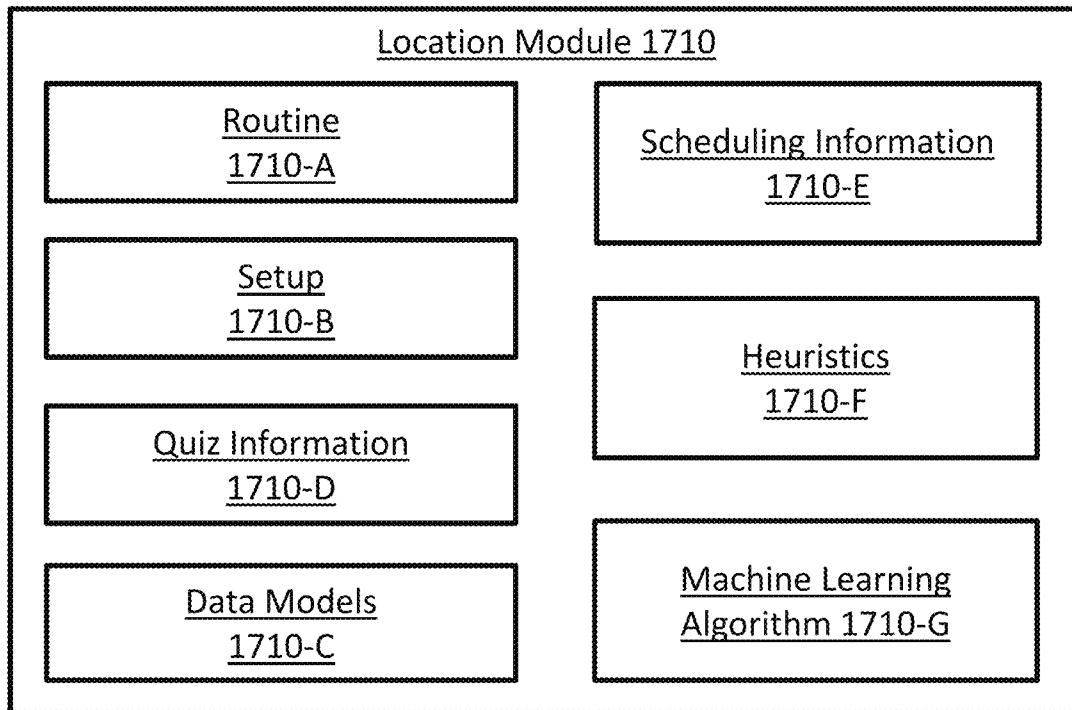 Location Module 1710
Routine
1710-A
Setup
1710-B
Quiz Information
1710-D
Data Models
1710-C
Scheduling Information
1710-E
Heuristics
1710-F
Machine Learning
Algorithm 1710-G